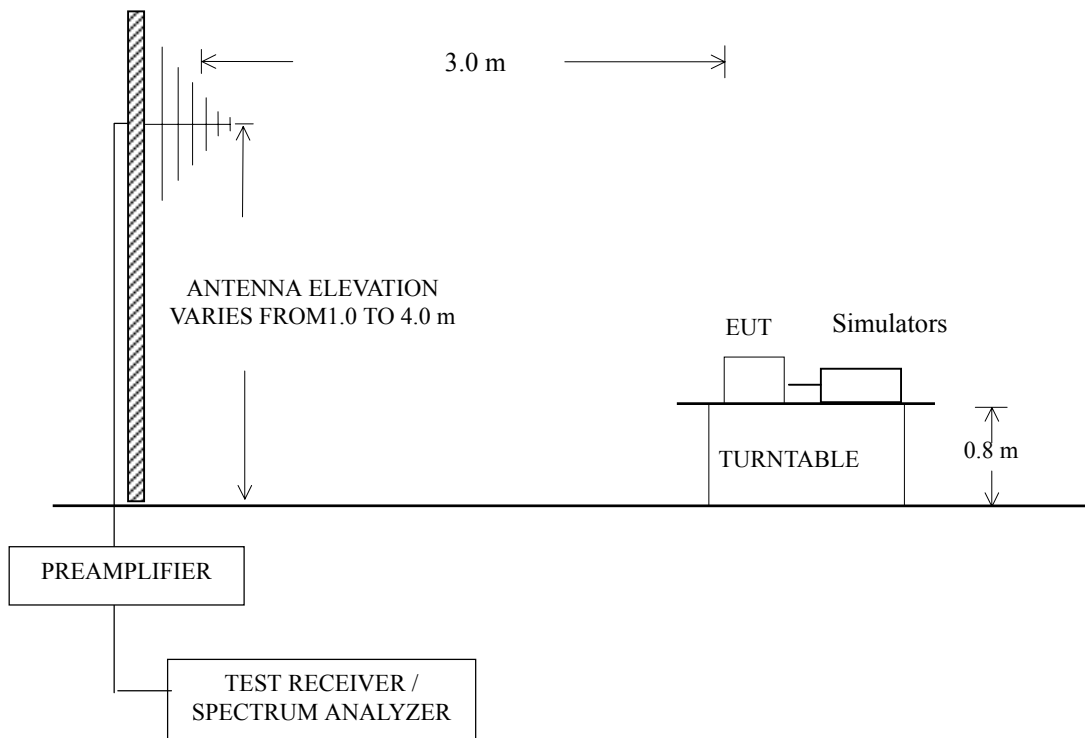 3.0 m
ANTENNA ELEVATION
VARIES FROM1.0 TO 4.0 m
EUT
Simulators
TURNTABLE
0.8 m
PREAMPLIFIER
TEST RECEIVER /
SPECTRUM ANALYZER